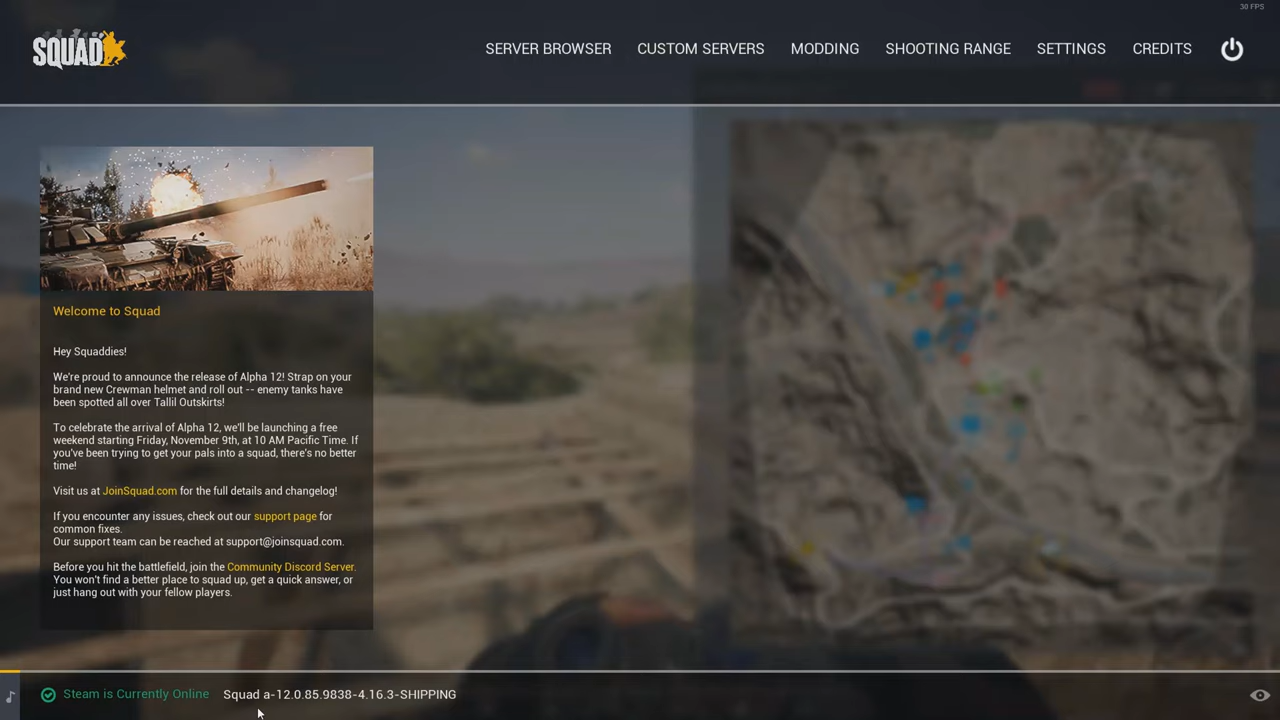 30 FPS
SQUAD
SERVER BROWSER CUSTOM SERVERS MODDING SHOOTING RANGE SETTINGS CREDITS
Welcome to Squad
Hey Squaddies!
We're proud to announce the release of Alpha 12! Strap on your
brand new Crewman helmet and roll out -- enemy tanks have
been spotted all over Tallil Outskirts!
To celebrate the arrival of Alpha 12, we'll be launching a free
weekend starting Friday, November 9th, at 10 AM Pacific Time. If
you've been trying to get your pals into a squad, there's no better
time!
Visit us at JoinSquad.com for the full details and changelog!
If you encounter any issues, check out our support page for
common fixes.
Our support team can be reached at support@joinsquad.com.
Before you hit the battlefield, join the Community Discord Server.
You won't find a better place to squad up, get a quick answer, or
just hang out with your fellow players.
Steam is Currently Online Squad a-12.0.85.9838-4.16.3-SHIPPING